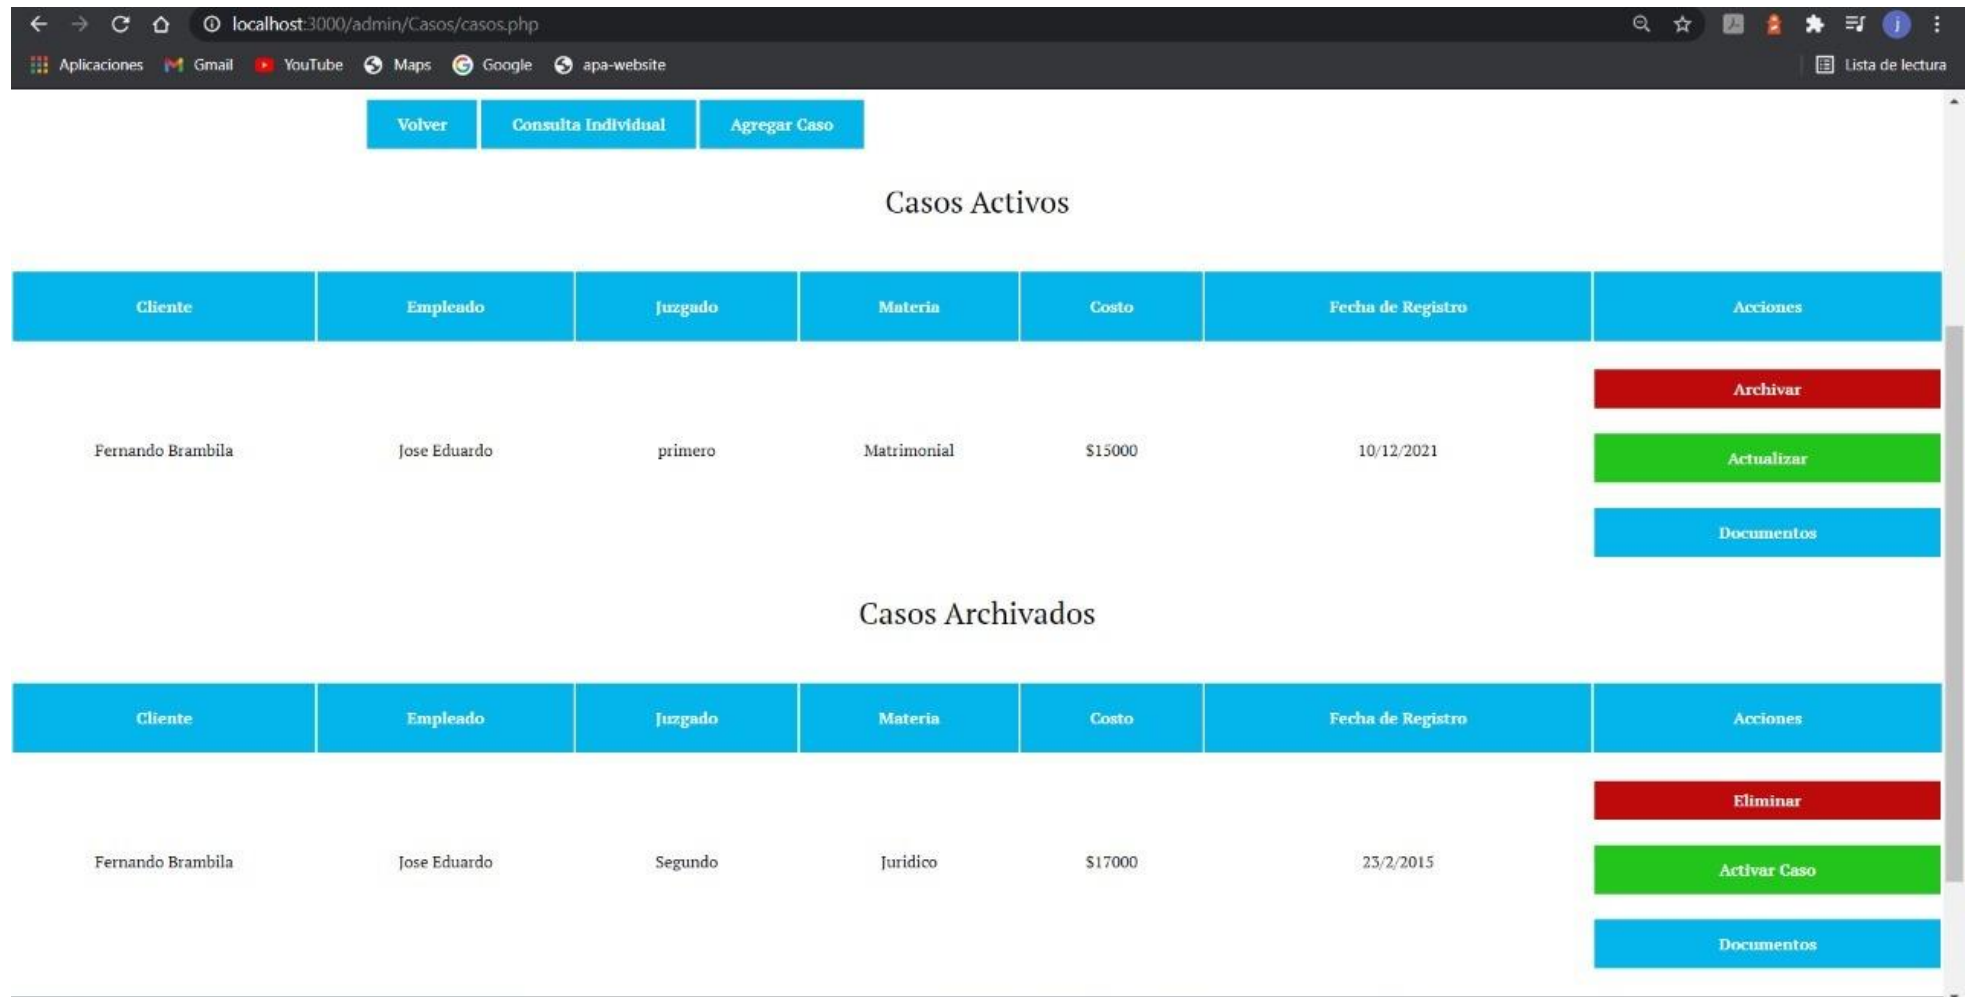 localhost:3000/admin/Casos/casos.php
Aplicaciones Gmail YouTube Maps Google apa-website Lista de lectura
Volver Consulta Individual Agregar Caso
Casos Activos
Cliente Empleado Juzgado Materia Costo Fecha de Registro Acciones
Archivar
Fernando Brambila Jose Eduardo primero Matrimonial $15000 10/12/2021
Actualizar
Documentos
Casos Archivados
Cliente Empleado Juzgado Materia Costo Fecha de Registro Acciones
Eliminar
Fernando Brambila Jose Eduardo Segundo Juridico $17000 23/2/2015
Activar Caso
Documentos